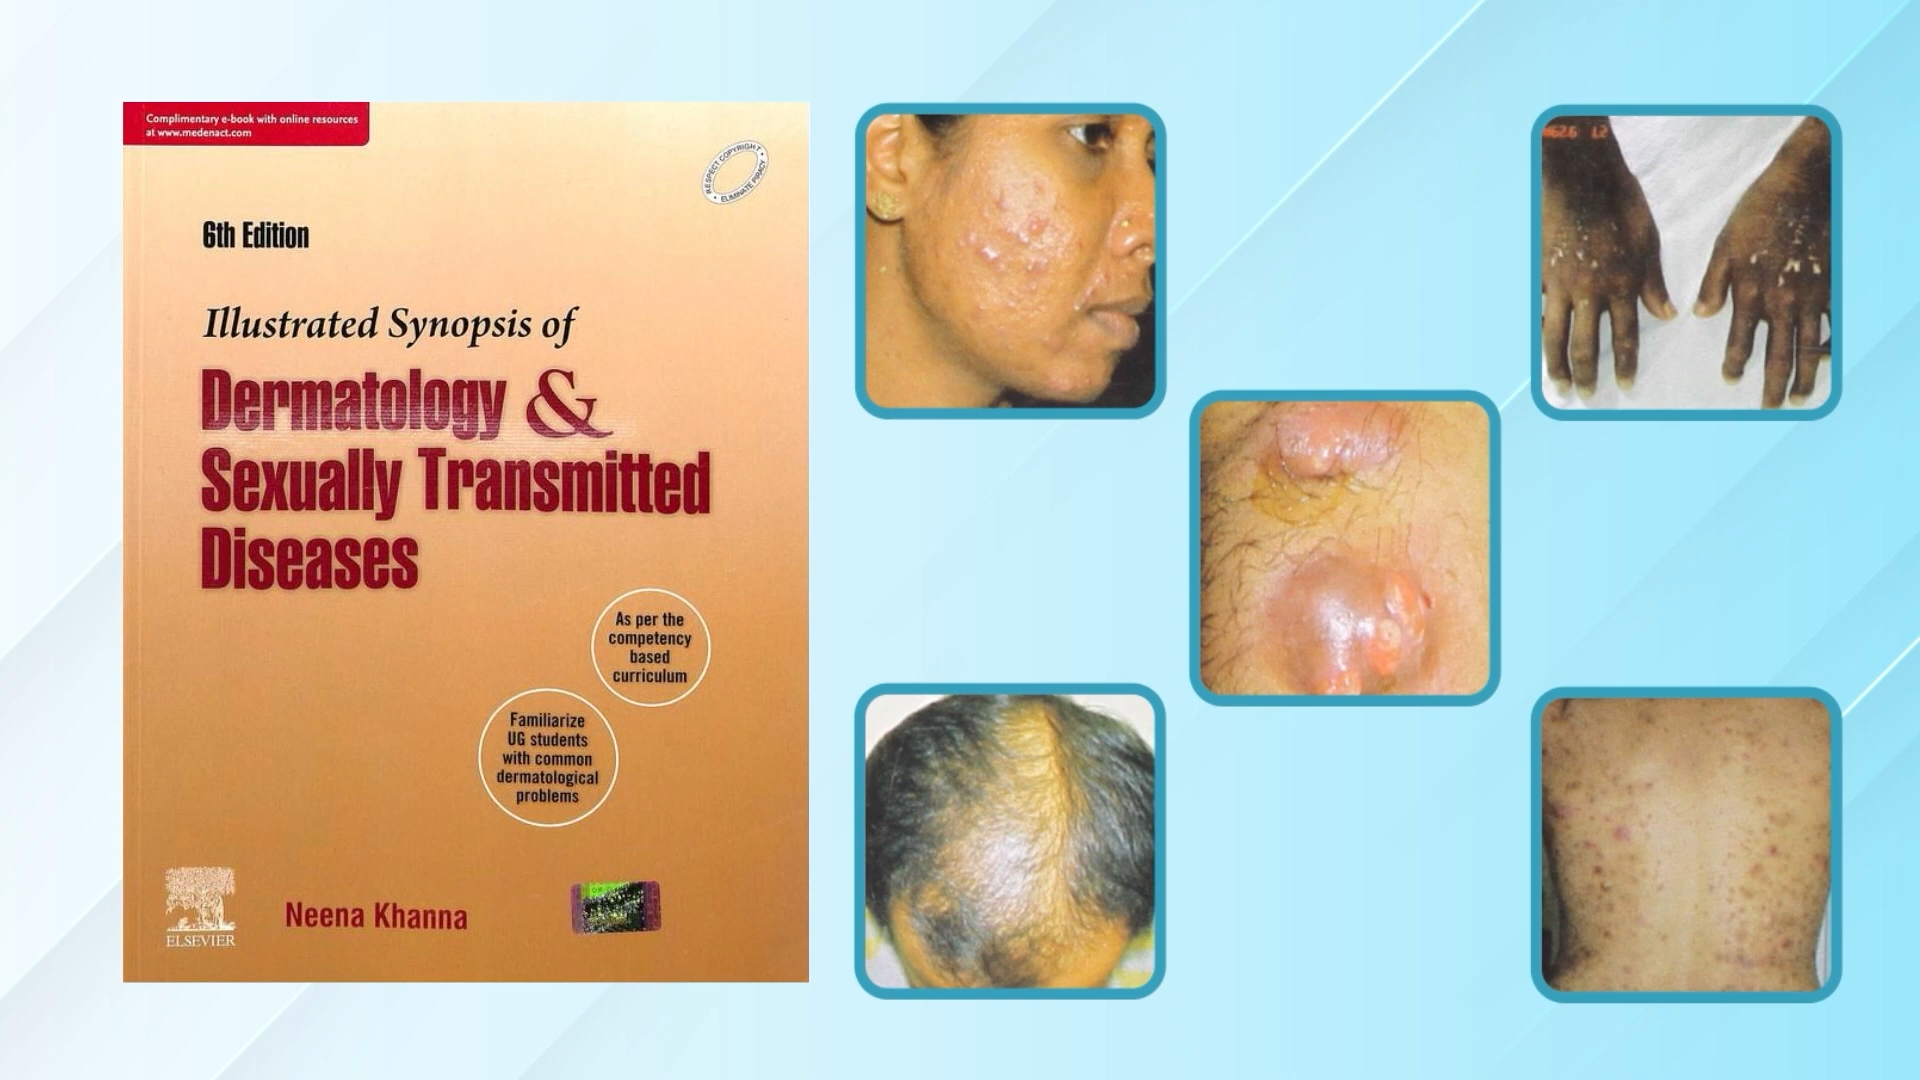 Complimentary e-book with online resources
at www.medenact.com
RESPECT COPYRIGHT
ELIMINATE PIRACY
6th Edition
Illustrated Synopsis of
Dermatology &
Sexually Transmitted
Diseases
As per the
competency
based
curriculum
Familiarize
UG students
with common
dermatological
problems
ELSEVIER
Neena Khanna